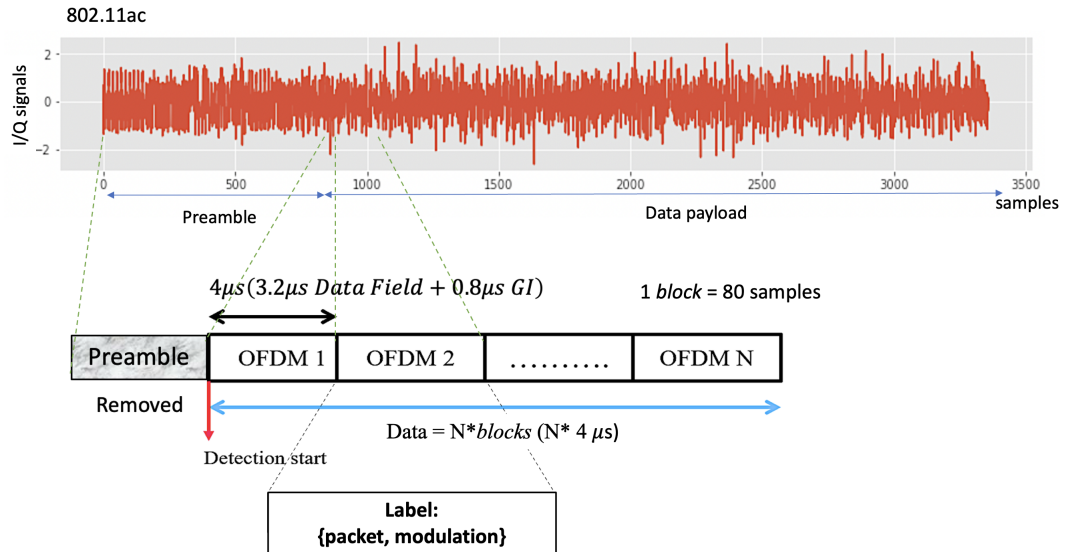 802.11ac
I/Q signals
2
0
−2
0 500 1000 1500 2000 2500 3000 3500
Preamble
Data payload
samples
4μs(3.2μs Data Field + 0.8μs GI)
1 block = 80 samples
Preamble
OFDM 1
OFDM 2
..........
OFDM N
Removed
Data = N*blocks (N* 4 μs)
Detection start
Label:
{packet, modulation}